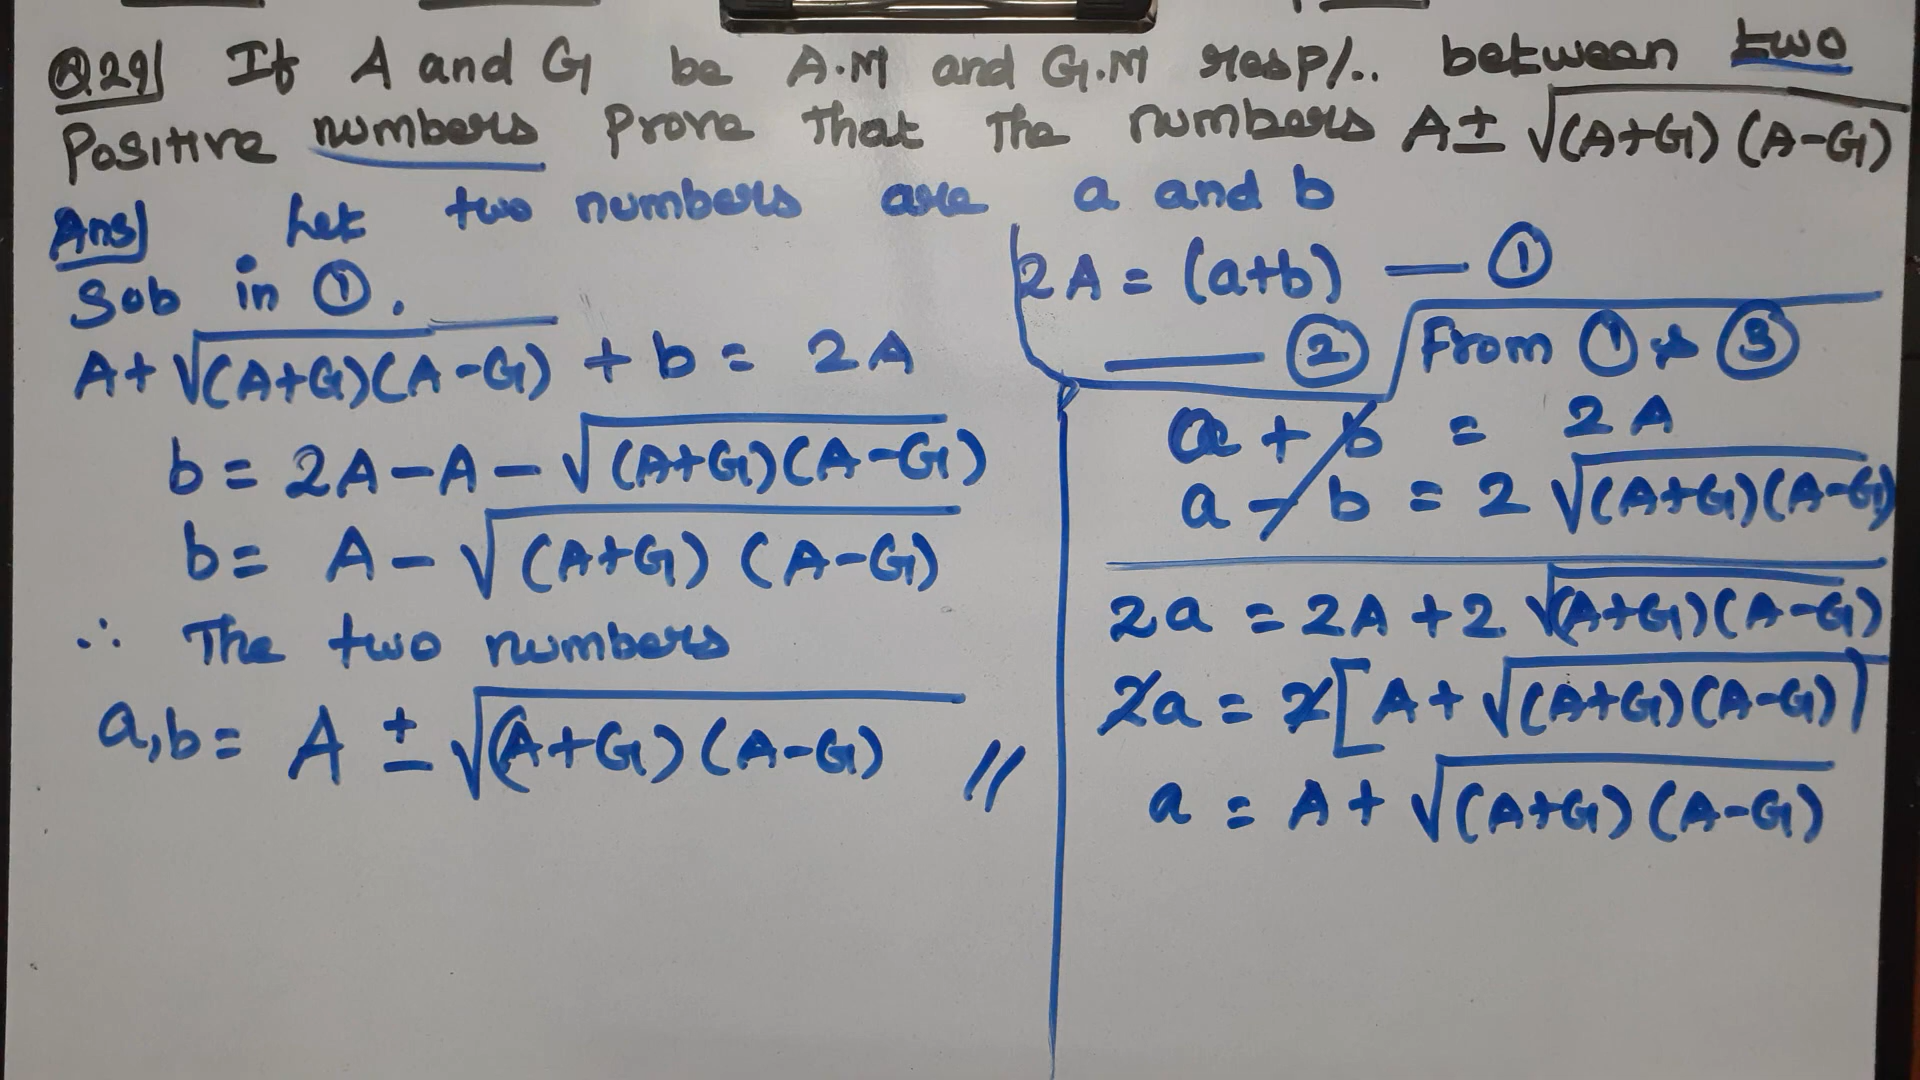 Q.29) If A and G be A.M and G.M resp/.. between two
Positive numbers Prove that the numbers A ± √(A+G)(A-G)
Ans) Let two numbers are a and b
Sub in ①.
A + √(A+G)(A-G) + b = 2A
b = 2A - A - √(A+G)(A-G)
b = A - √(A+G)(A-G)
∴ The two numbers
a,b = A ± √(A+G)(A-G) //
2A = (a+b) — ①
— ②
From ① & ③
a + b = 2A
a - b = 2 √(A+G)(A-G)
2a = 2A + 2 √(A+G)(A-G)
2a = 2[A + √(A+G)(A-G)]
a = A + √(A+G)(A-G)